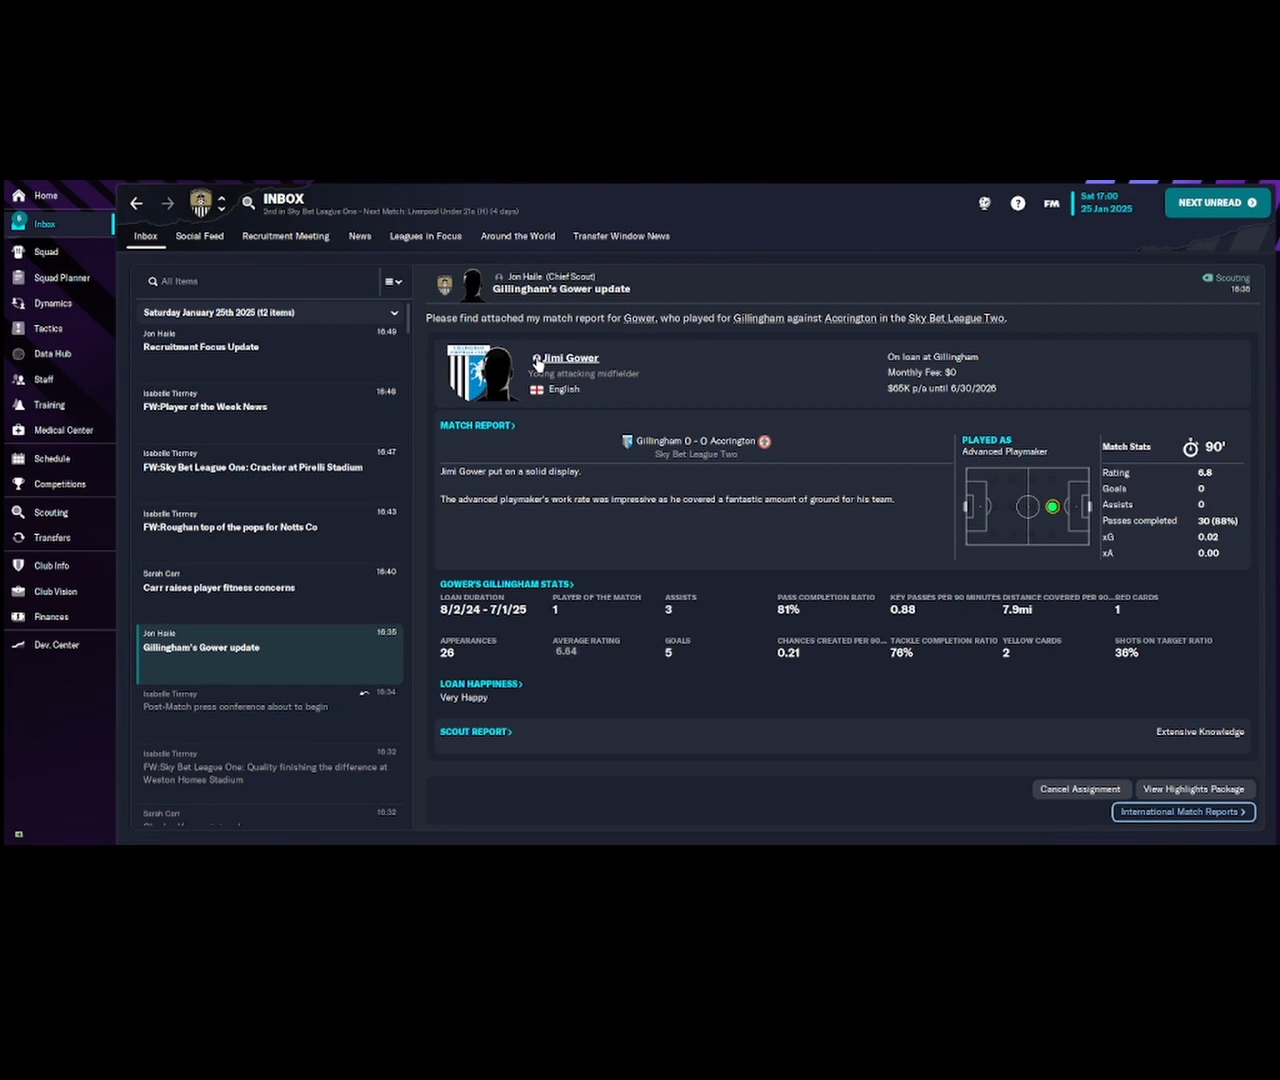 Home
Inbox
Squad
Squad Planner
Dynamics
Tactics
Data Hub
Staff
Training
Medical Center
Schedule
Competitions
Scouting
Transfers
Club Info
Club Vision
Finances
Dev. Center
INBOX
2nd in Sky Bet League One - Next Match: Liverpool Under 21s (H) (4 days)
FM
Sat 17:00
25 Jan 2025
NEXT UNREAD
Inbox Social Feed Recruitment Meeting News Leagues in Focus Around the World Transfer Window News
All Items
Saturday January 25th 2025 (12 items)
Jon Haile 16:49
Recruitment Focus Update
Isabelle Tierney 16:48
FW:Player of the Week News
Isabelle Tierney 16:47
FW:Sky Bet League One: Cracker at Pirelli Stadium
Isabelle Tierney 16:43
FW:Roughan top of the pops for Notts Co
Sarah Carr 16:40
Carr raises player fitness concerns
Jon Haile 16:35
Gillingham's Gower update
Isabelle Tierney 16:34
Post-Match press conference about to begin
Isabelle Tierney 16:32
FW:Sky Bet League One: Quality finishing the difference at
Weston Homes Stadium
Sarah Carr 16:32
Jon Haile (Chief Scout)
Gillingham's Gower update
Scouting
16:35
Please find attached my match report for Gower, who played for Gillingham against Accrington in the Sky Bet League Two.
Jimi Gower
Young attacking midfielder
English
On loan at Gillingham
Monthly Fee: $0
$65K p/a until 6/30/2026
MATCH REPORT>
Gillingham 0 - 0 Accrington
Sky Bet League Two
Jimi Gower put on a solid display.
The advanced playmaker's work rate was impressive as he covered a fantastic amount of ground for his team.
PLAYED AS
Advanced Playmaker
Match Stats 90'
Rating 6.8
Goals 0
Assists 0
Passes completed 30 (88%)
xG 0.02
xA 0.00
GOWER'S GILLINGHAM STATS>
LOAN DURATION PLAYER OF THE MATCH ASSISTS PASS COMPLETION RATIO KEY PASSES PER 90 MINUTES DISTANCE COVERED PER 90... RED CARDS
8/2/24 - 7/1/25 1 3 81% 0.88 7.9mi 1
APPEARANCES AVERAGE RATING GOALS CHANCES CREATED PER 90... TACKLE COMPLETION RATIO YELLOW CARDS SHOTS ON TARGET RATIO
26 6.64 5 0.21 76% 2 36%
LOAN HAPPINESS>
Very Happy
SCOUT REPORT> Extensive Knowledge
Cancel Assignment View Highlights Package
International Match Reports >